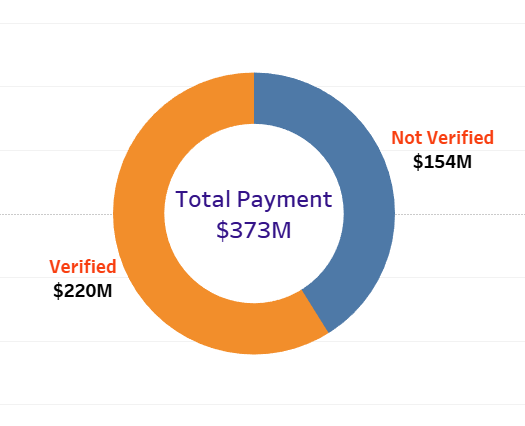 Not Verified
$154M
Total Payment
$373M
Verified
$220M